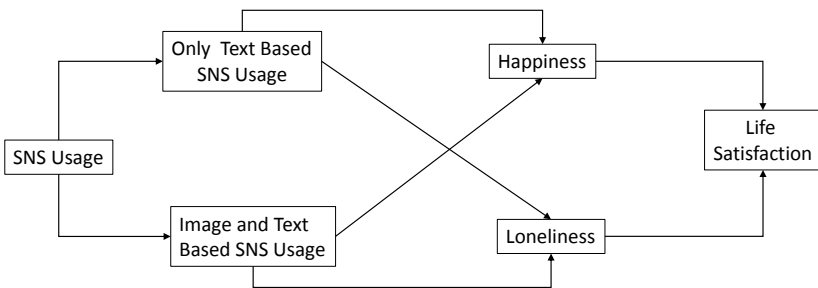 Only Text Based
SNS Usage
Happiness
SNS Usage
Life
Satisfaction
Image and Text
Based SNS Usage
Loneliness